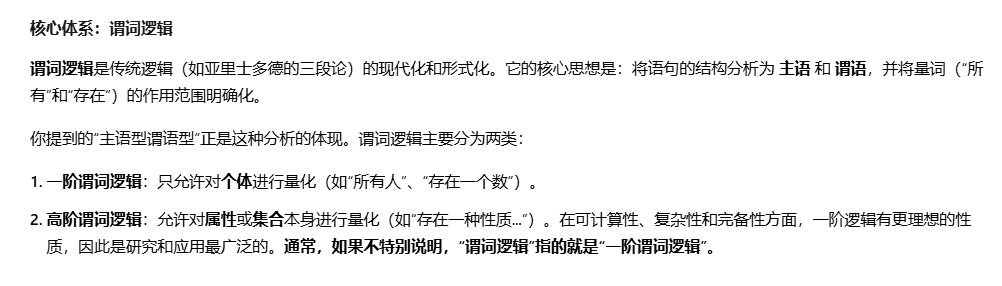 核心体系：谓词逻辑
谓词逻辑是传统逻辑（如亚里士多德的三段论）的现代化和形式化。它的核心思想是：将语句的结构分析为 主语 和 谓语，并将量词（“所
有”和“存在”）的作用范围明确化。
你提到的“主语型谓语型”正是这种分析的体现。谓词逻辑主要分为两类：
1. 一阶谓词逻辑：只允许对个体进行量化（如“所有人”、“存在一个数”）。
2. 高阶谓词逻辑：允许对属性或集合本身进行量化（如“存在一种性质...”）。在可计算性、复杂性和完备性方面，一阶逻辑有更理想的性
质，因此是研究和应用最广泛的。通常，如果不特别说明，“谓词逻辑”指的就是“一阶谓词逻辑”。